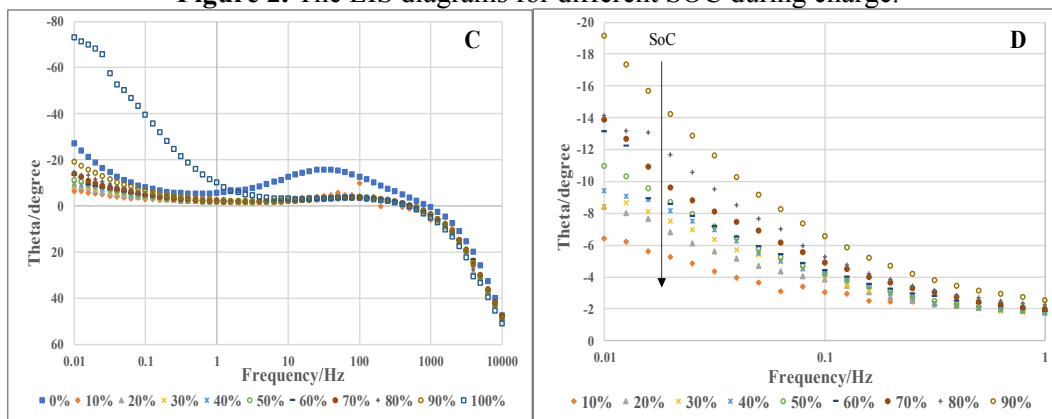 Figure 2. The EIS diagrams for different SOC during charge.
C
-80
-60
-40
-20
0
20
40
60
Theta/degree
0.01 0.1 1 10 100 1000 10000
Frequency/Hz
0% 10% 20% 30% 40% 50% 60% 70% 80% 90% 100%
D
SoC
-20
-18
-16
-14
-12
-10
-8
-6
-4
-2
0
Theta/degree
0.01 0.1 1
Frequency/Hz
10% 20% 30% 40% 50% 60% 70% 80% 90%